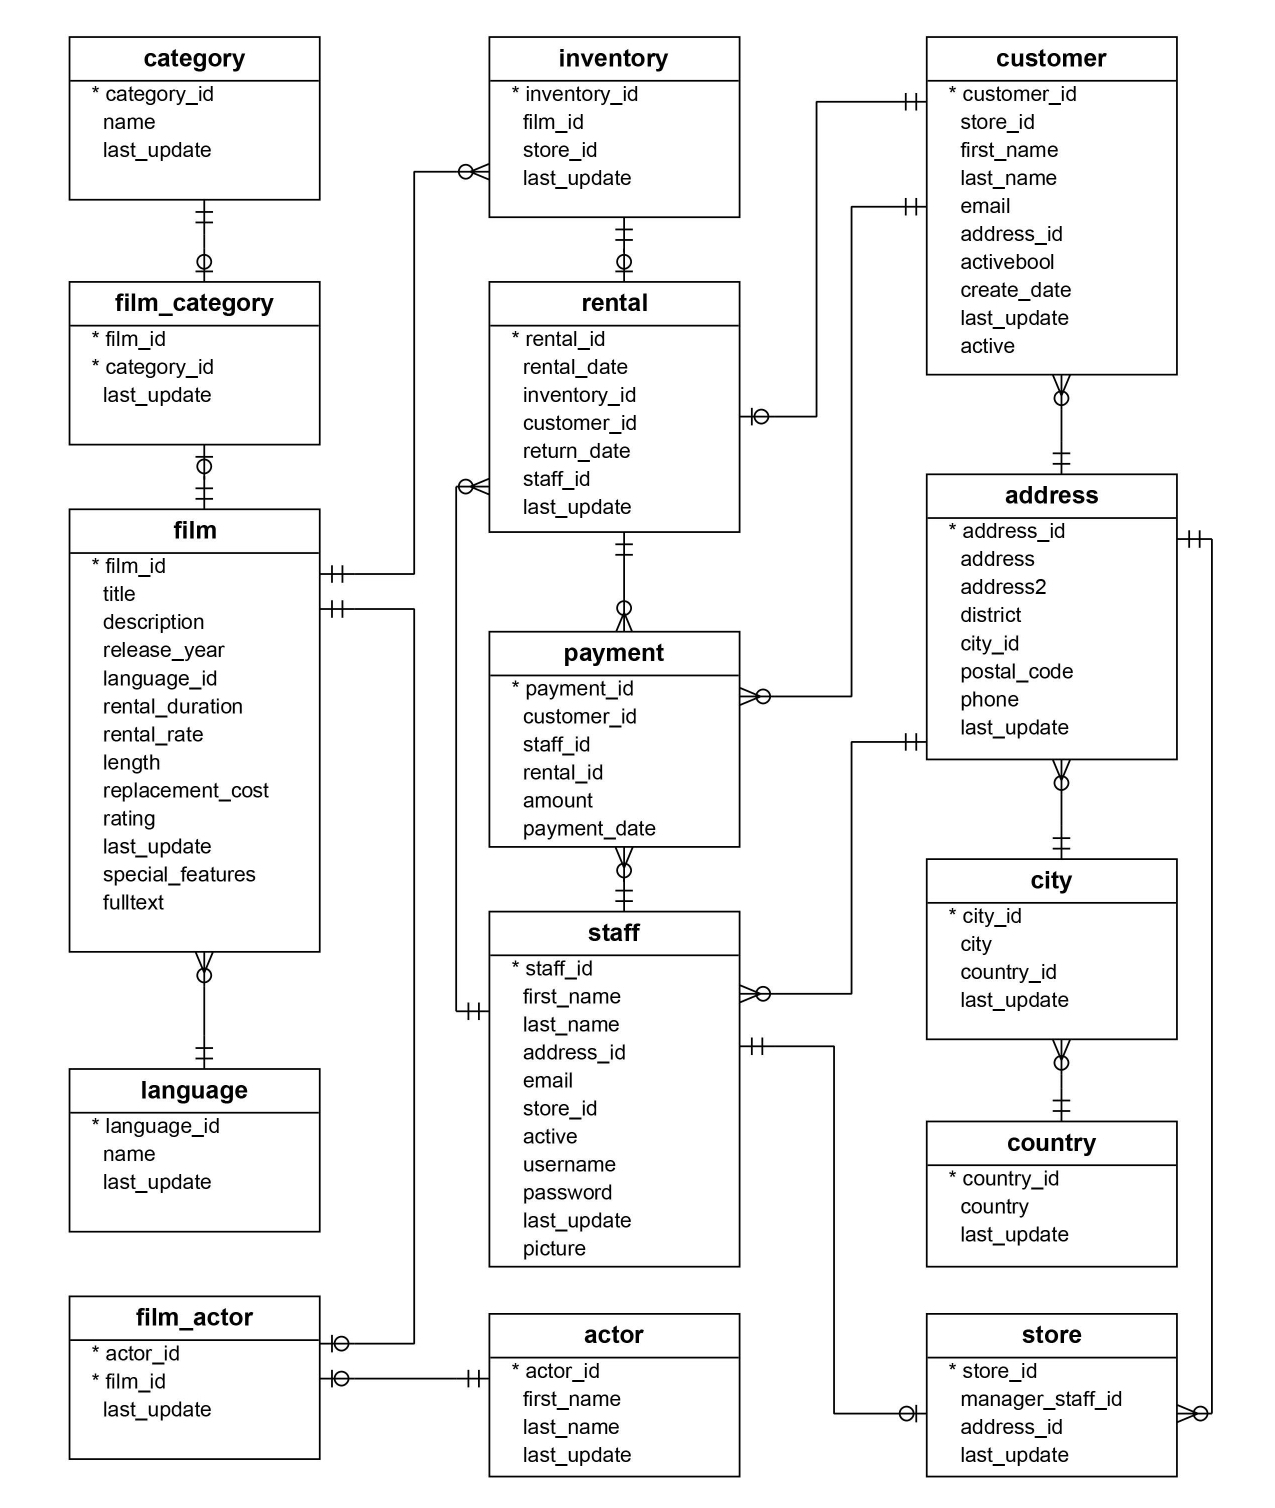 category
* category_id
name
last_update
film_category
* film_id
* category_id
last_update
film
* film_id
title
description
release_year
language_id
rental_duration
rental_rate
length
replacement_cost
rating
last_update
special_features
fulltext
language
* language_id
name
last_update
film_actor
* actor_id
* film_id
last_update
inventory
* inventory_id
film_id
store_id
last_update
rental
* rental_id
rental_date
inventory_id
customer_id
return_date
staff_id
last_update
payment
* payment_id
customer_id
staff_id
rental_id
amount
payment_date
staff
* staff_id
first_name
last_name
address_id
email
store_id
active
username
password
last_update
picture
actor
* actor_id
first_name
last_name
last_update
customer
* customer_id
store_id
first_name
last_name
email
address_id
activebool
create_date
last_update
active
address
* address_id
address
address2
district
city_id
postal_code
phone
last_update
city
* city_id
city
country_id
last_update
country
* country_id
country
last_update
store
* store_id
manager_staff_id
address_id
last_update